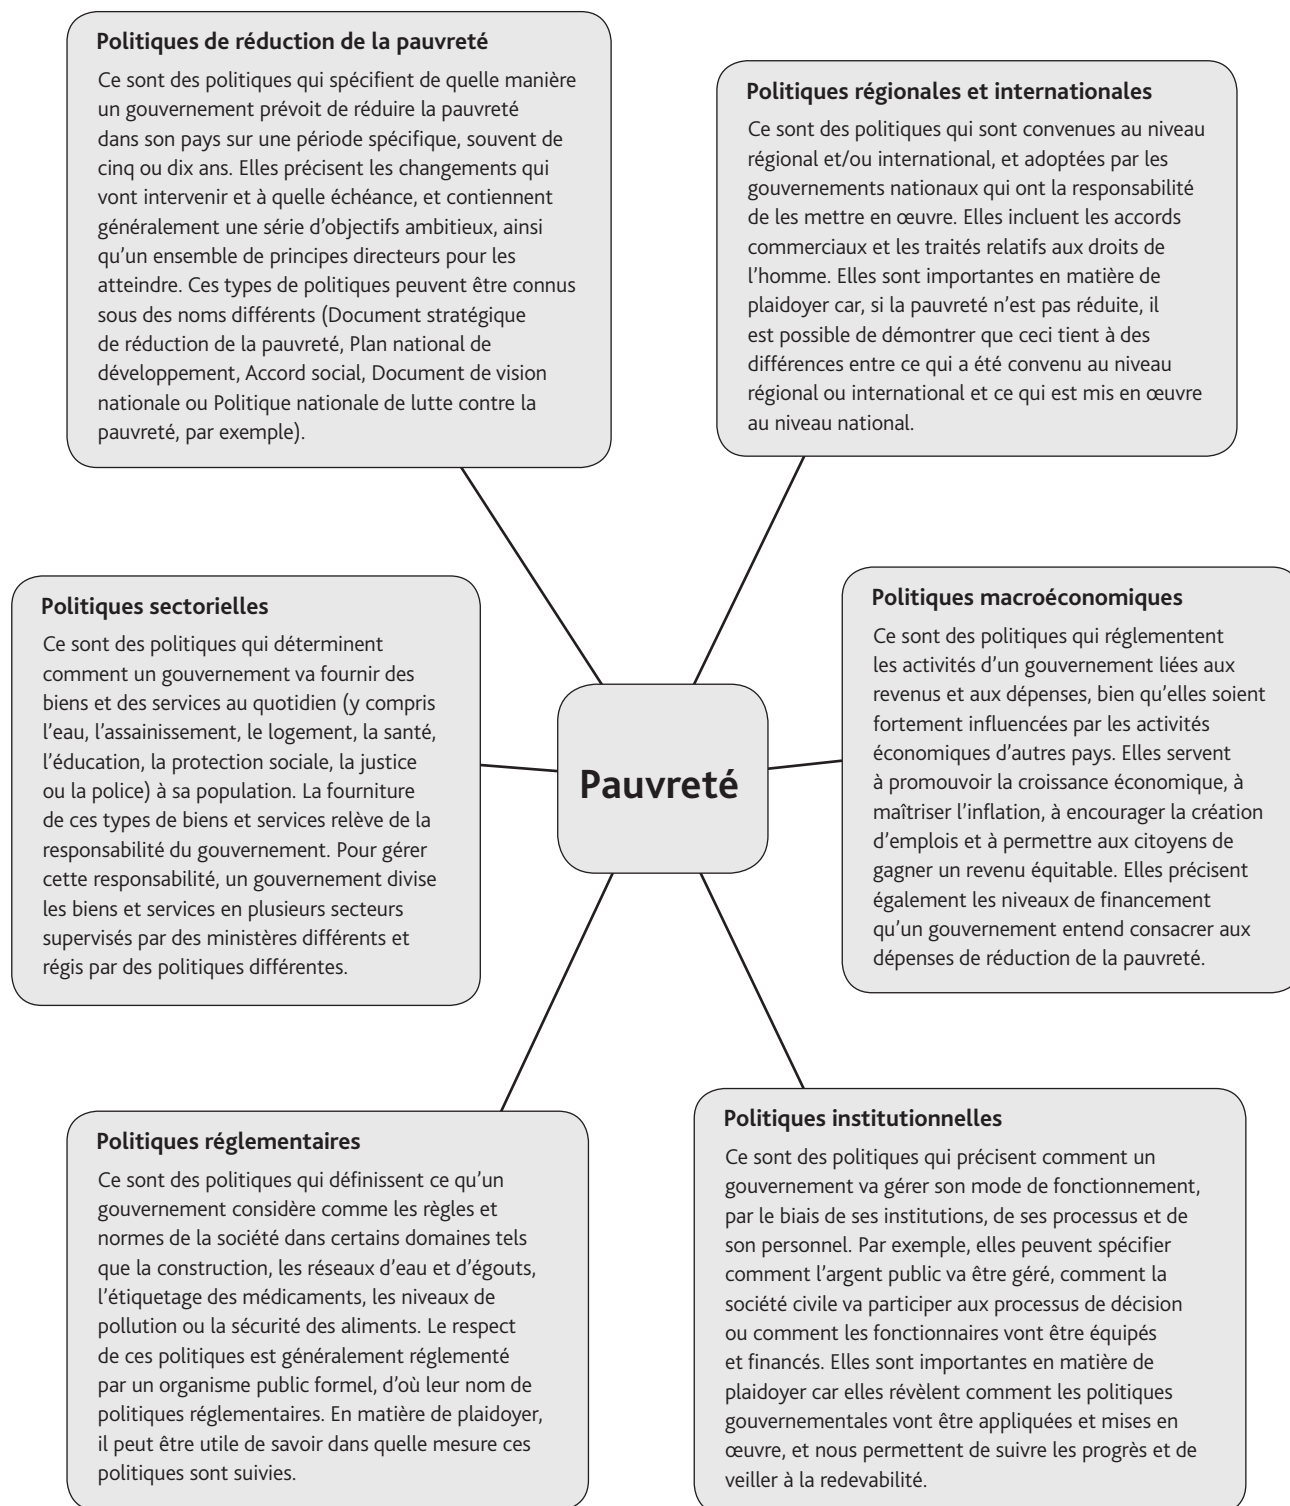 Politiques de réduction de la pauvreté
Ce sont des politiques qui spécifient de quelle manière
un gouvernement prévoit de réduire la pauvreté
dans son pays sur une période spécifique, souvent de
cinq ou dix ans. Elles précisent les changements qui
vont intervenir et à quelle échéance, et contiennent
généralement une série d’objectifs ambitieux, ainsi
qu’un ensemble de principes directeurs pour les
atteindre. Ces types de politiques peuvent être connus
sous des noms différents (Document stratégique
de réduction de la pauvreté, Plan national de
développement, Accord social, Document de vision
nationale ou Politique nationale de lutte contre la
pauvreté, par exemple).
Politiques régionales et internationales
Ce sont des politiques qui sont convenues au niveau
régional et/ou international, et adoptées par les
gouvernements nationaux qui ont la responsabilité
de les mettre en œuvre. Elles incluent les accords
commerciaux et les traités relatifs aux droits de
l’homme. Elles sont importantes en matière de
plaidoyer car, si la pauvreté n’est pas réduite, il
est possible de démontrer que ceci tient à des
différences entre ce qui a été convenu au niveau
régional ou international et ce qui est mis en œuvre
au niveau national.
Politiques sectorielles
Ce sont des politiques qui déterminent
comment un gouvernement va fournir des
biens et des services au quotidien (y compris
l’eau, l’assainissement, le logement, la santé,
l’éducation, la protection sociale, la justice
ou la police) à sa population. La fourniture
de ces types de biens et services relève de la
responsabilité du gouvernement. Pour gérer
cette responsabilité, un gouvernement divise
les biens et services en plusieurs secteurs
supervisés par des ministères différents et
régis par des politiques différentes.
Pauvreté
Politiques macroéconomiques
Ce sont des politiques qui réglementent
les activités d’un gouvernement liées aux
revenus et aux dépenses, bien qu’elles soient
fortement influencées par les activités
économiques d’autres pays. Elles servent
à promouvoir la croissance économique, à
maîtriser l’inflation, à encourager la création
d’emplois et à permettre aux citoyens de
gagner un revenu équitable. Elles précisent
également les niveaux de financement
qu’un gouvernement entend consacrer aux
dépenses de réduction de la pauvreté.
Politiques réglementaires
Ce sont des politiques qui définissent ce qu’un
gouvernement considère comme les règles et
normes de la société dans certains domaines tels
que la construction, les réseaux d’eau et d’égouts,
l’étiquetage des médicaments, les niveaux de
pollution ou la sécurité des aliments. Le respect
de ces politiques est généralement réglementé
par un organisme public formel, d’où leur nom de
politiques réglementaires. En matière de plaidoyer,
il peut être utile de savoir dans quelle mesure ces
politiques sont suivies.
Politiques institutionnelles
Ce sont des politiques qui précisent comment un
gouvernement va gérer son mode de fonctionnement,
par le biais de ses institutions, de ses processus et de
son personnel. Par exemple, elles peuvent spécifier
comment l’argent public va être géré, comment la
société civile va participer aux processus de décision
ou comment les fonctionnaires vont être équipés
et financés. Elles sont importantes en matière de
plaidoyer car elles révèlent comment les politiques
gouvernementales vont être appliquées et mises en
œuvre, et nous permettent de suivre les progrès et de
veiller à la redevabilité.